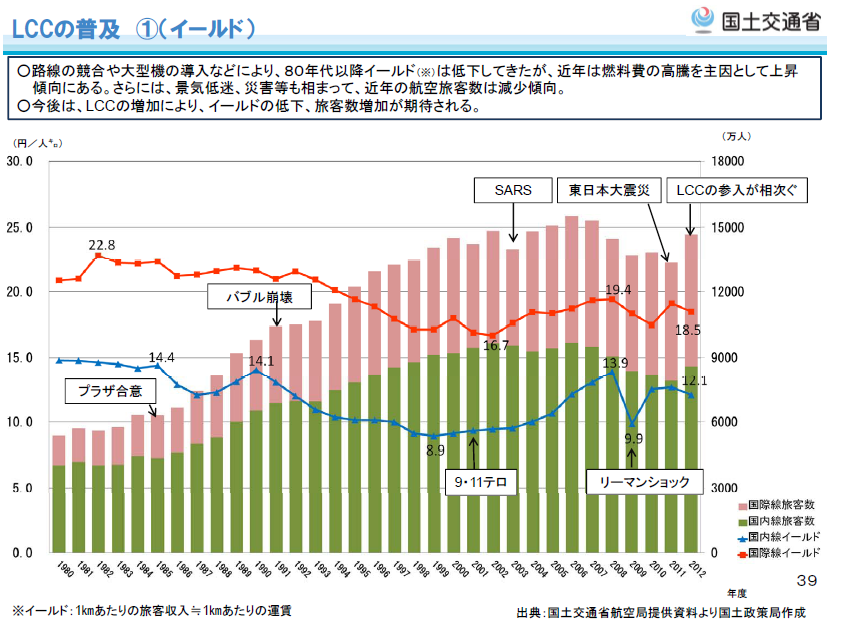 LCCの普及 ①(イールド)
国土交通省
○路線の競合や大型機の導入などにより、80年代以降イールド(※)は低下してきたが、近年は燃料費の高騰を主因として上昇
傾向にある。さらには、景気低迷、災害等も相まって、近年の航空旅客数は減少傾向。
○今後は、LCCの増加により、イールドの低下、旅客数増加が期待される。
(円/人㌔) (万人)
30.0 18000
SARS 東日本大震災 LCCの参入が相次ぐ
25.0 15000
22.8
20.0 12000
19.4
バブル崩壊
18.5
16.7
15.0 9000
14.4 14.1 13.9
12.1
プラザ合意
10.0 6000
9.9
8.9
9・11テロ リーマンショック
5.0 3000
国際線旅客数
国内線旅客数
国内線イールド
国際線イールド
0.0 0
1980 1981 1982 1983 1984 1985 1986 1987 1988 1989 1990 1991 1992 1993 1994 1995 1996 1997 1998 1999 2000 2001 2002 2003 2004 2005 2006 2007 2008 2009 2010 2011 2012
39
年度
※イールド:1kmあたりの旅客収入≒1kmあたりの運賃
出典:国土交通省航空局提供資料より国土政策局作成